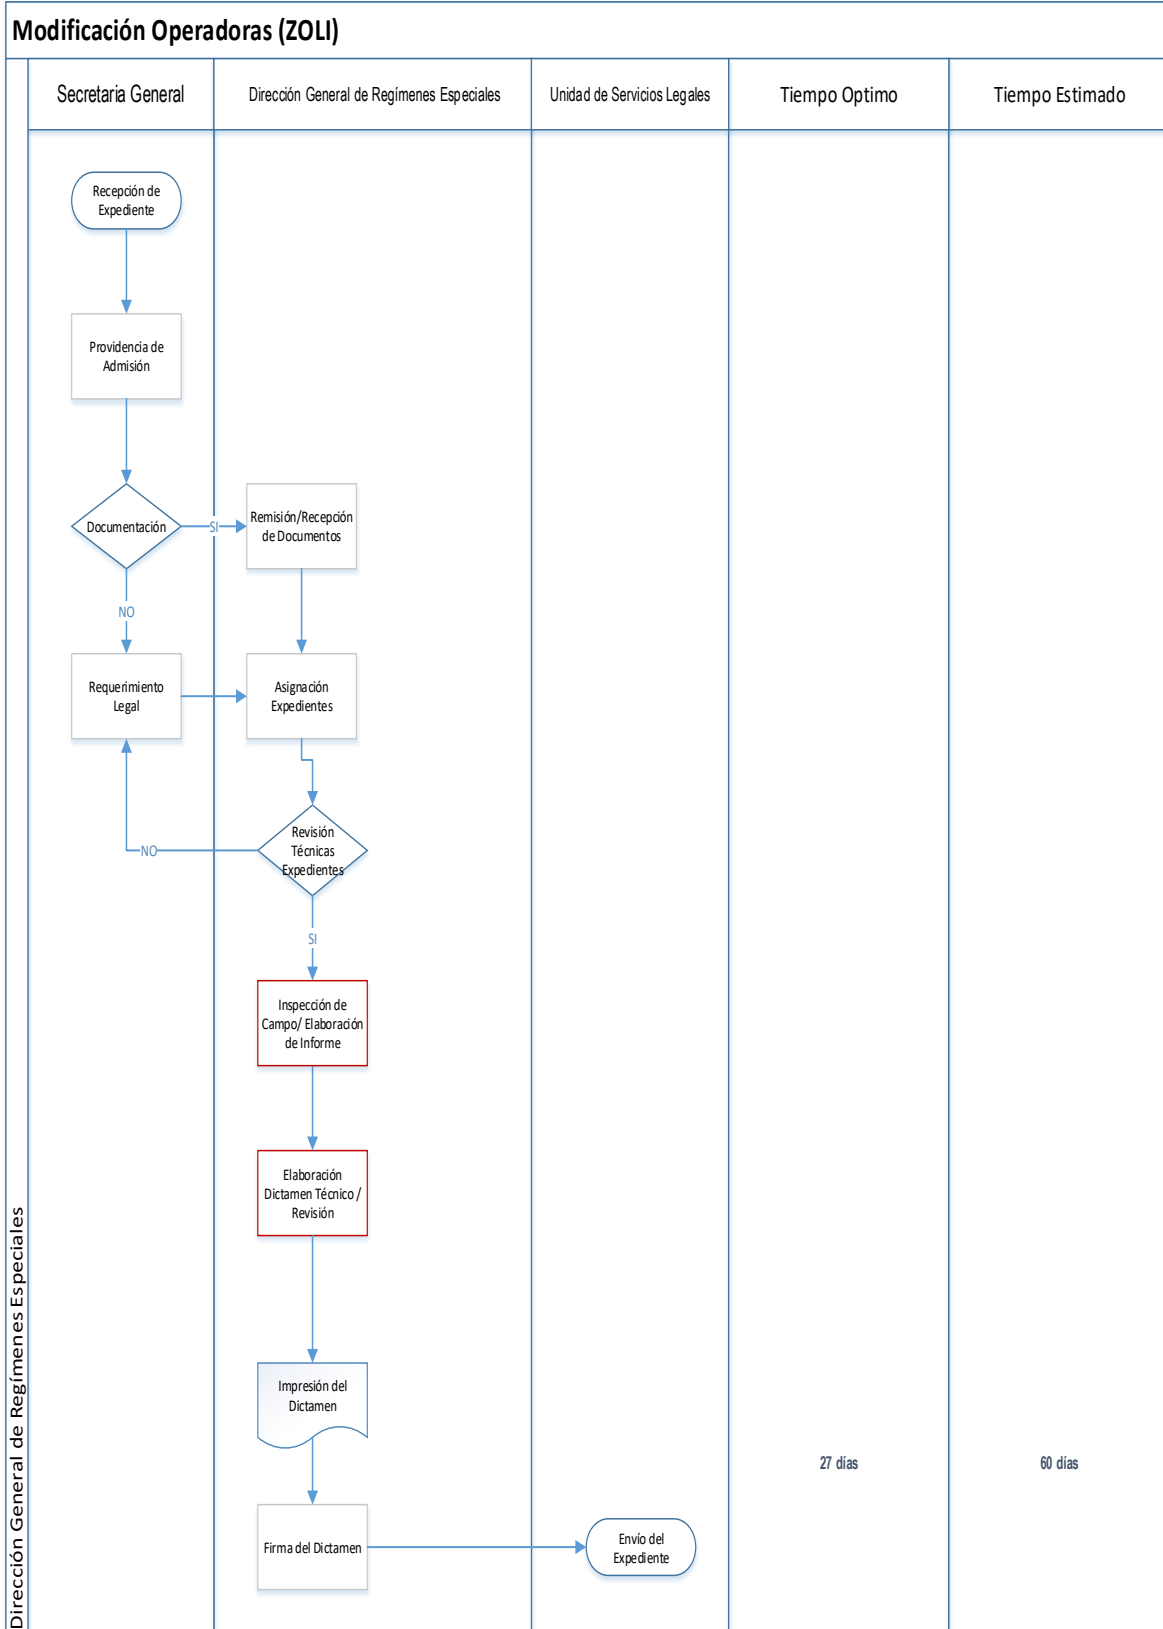 Modificación Operadoras (ZOLI)
Secretaria General
Dirección General de Regímenes Especiales
Unidad de Servicios Legales
Tiempo Optimo
Tiempo Estimado
Dirección General de Regímenes Especiales
Recepción de
Expediente
Providencia de
Admisión
Documentación
SI
Remisión/Recepción
de Documentos
NO
Requerimiento
Legal
Asignación
Expedientes
Revisión
Técnicas
Expedientes
NO
SI
Inspección de
Campo/ Elaboración
de Informe
Elaboración
Dictamen Técnico /
Revisión
Impresión del
Dictamen
27 días
60 días
Firma del Dictamen
Envío del
Expediente